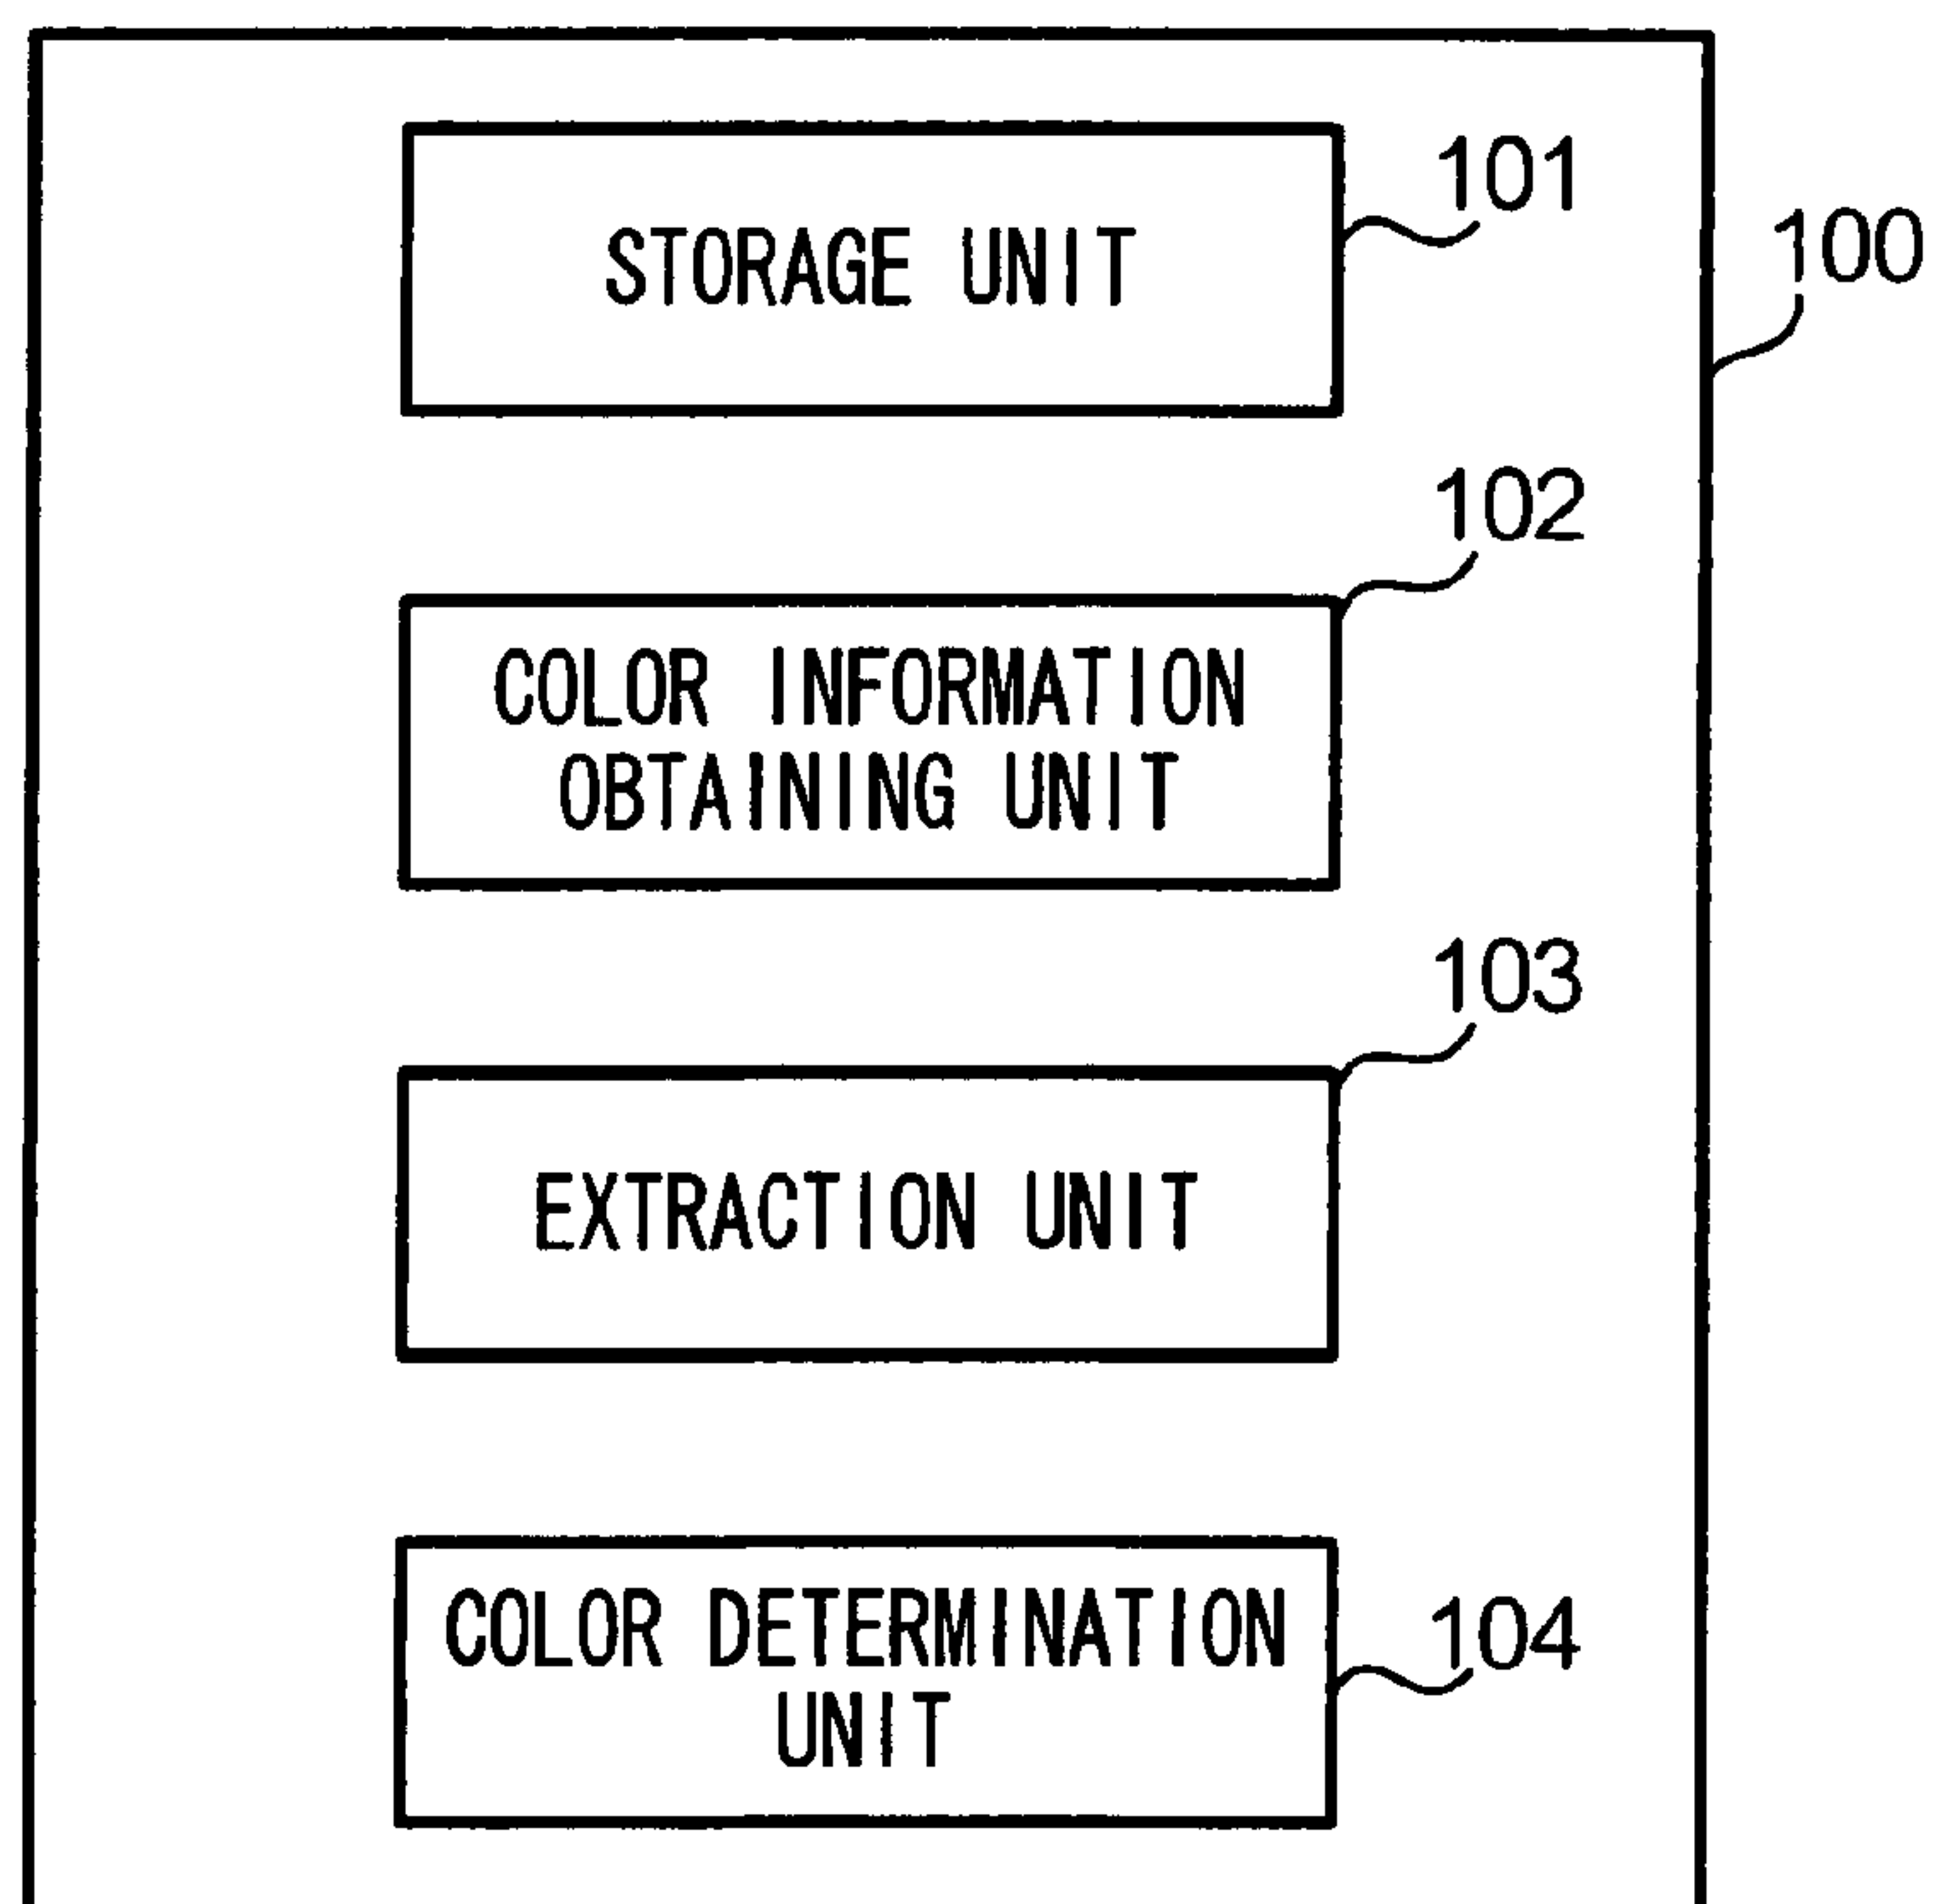 STORAGE UNIT
101
100
102
COLOR INFORMATION
OBTAINING UNIT
103
EXTRACTION UNIT
COLOR DETERMINATION
UNIT
104